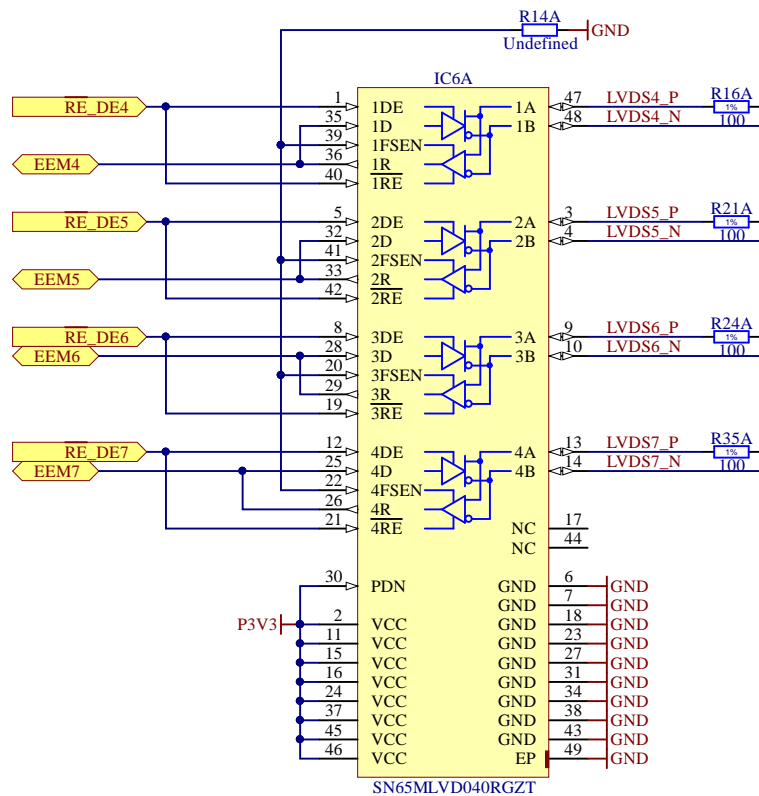 R14A
GND
Undefined
IC6A
RE_DE4 1 1DE 1A 47 LVDS4_P R16A
1%
35 1D 1B 48 LVDS4_N 100
39 1FSEN
EEM4 36 1R
40 1RE
RE_DE5 5 2DE 2A 3 LVDS5_P R21A
1%
32 2D 2B 4 LVDS5_N 100
41 2FSEN
EEM5 33 2R
42 2RE
RE_DE6 8 3DE 3A 9 LVDS6_P R24A
1%
EEM6 28 3D 3B 10 LVDS6_N 100
20 3FSEN
29 3R
19 3RE
RE_DE7 12 4DE 4A 13 LVDS7_P R35A
1%
EEM7 25 4D 4B 14 LVDS7_N 100
22 4FSEN
26 4R
21 4RE
NC 17
NC 44
30 PDN GND 6 GND
GND 7 GND
P3V3 2 VCC GND 18 GND
11 VCC GND 23 GND
15 VCC GND 27 GND
16 VCC GND 31 GND
24 VCC GND 34 GND
37 VCC GND 38 GND
45 VCC GND 43 GND
46 VCC EP 49 GND
SN65MLVD040RGZT